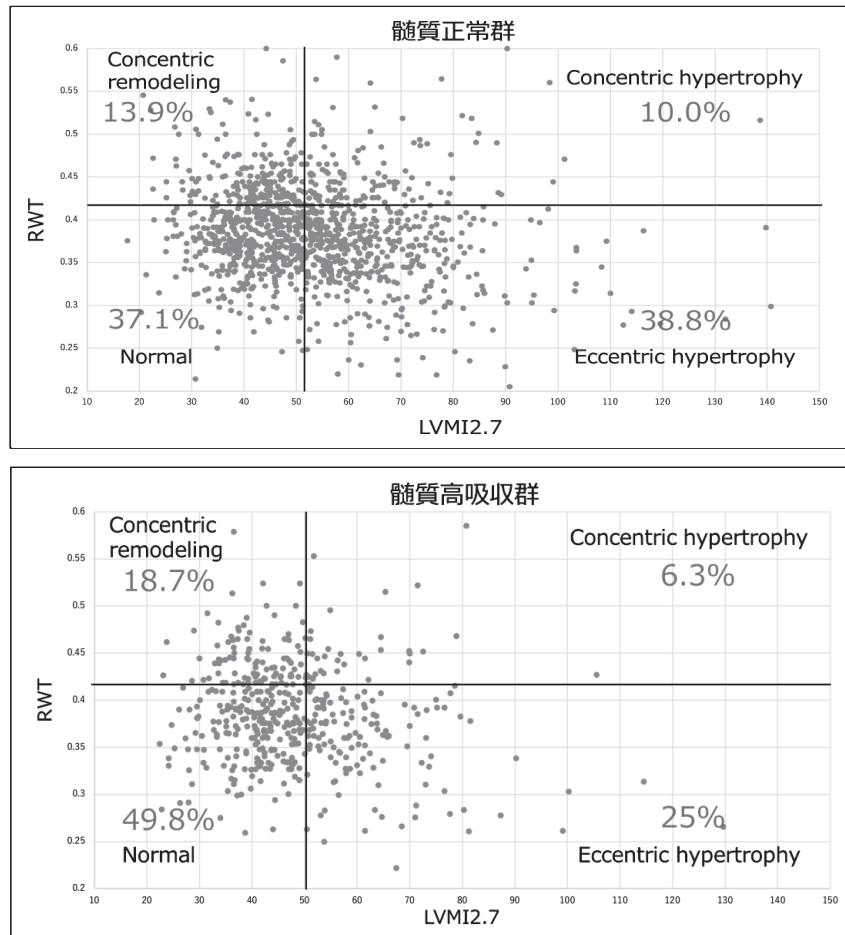 髄質正常群
Concentric
remodeling
13.9%
Concentric hypertrophy
10.0%
37.1%
Normal
38.8%
Eccentric hypertrophy
RWT
0.6
0.55
0.5
0.45
0.4
0.35
0.3
0.25
0.2
10 20 30 40 50 60 70 80 90 100 110 120 130 140 150
LVMI2.7
髄質高吸収群
Concentric
remodeling
18.7%
Concentric hypertrophy
6.3%
49.8%
Normal
25%
Eccentric hypertrophy
RWT
0.6
0.55
0.5
0.45
0.4
0.35
0.3
0.25
0.2
10 20 30 40 50 60 70 80 90 100 110 120 130 140 150
LVMI2.7